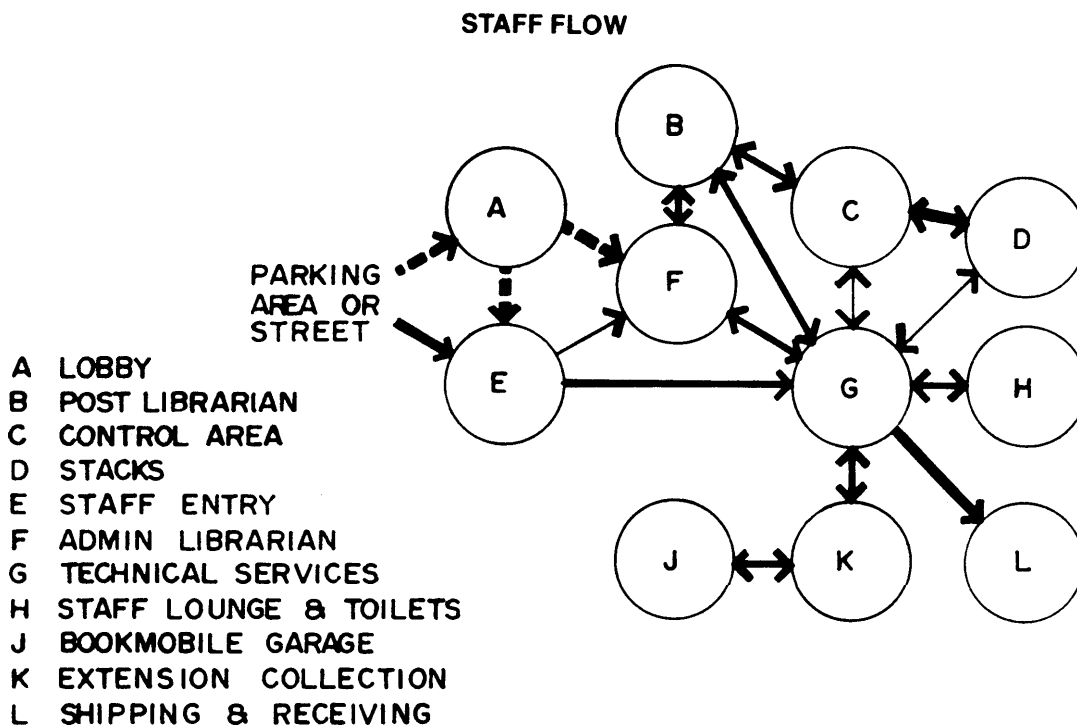 STAFF FLOW
B
A
C
D
F
PARKING
AREA OR
STREET
E
G
H
J
K
L
A LOBBY
B POST LIBRARIAN
C CONTROL AREA
D STACKS
E STAFF ENTRY
F ADMIN LIBRARIAN
G TECHNICAL SERVICES
H STAFF LOUNGE & TOILETS
J BOOKMOBILE GARAGE
K EXTENSION COLLECTION
L SHIPPING & RECEIVING